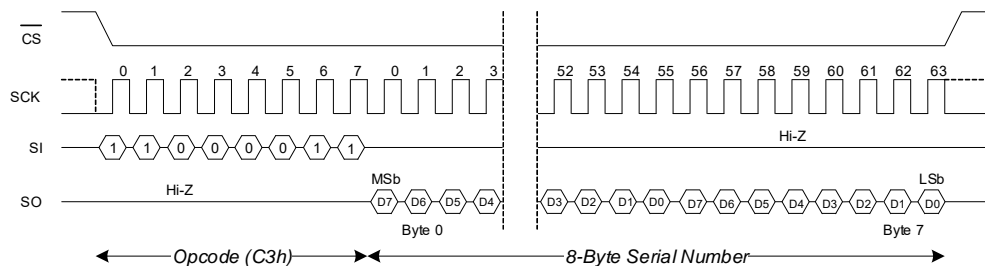 CS
0 1 2 3 4 5 6 7 0 1 2 3 52 53 54 55 56 57 58 59 60 61 62 63
SCK
Hi-Z
SI 1 1 0 0 0 0 1 1
Hi-Z MSb LSb
SO D7 D6 D5 D4 D3 D2 D1 D0 D7 D6 D5 D4 D3 D2 D1 D0
Byte 0 Byte 7
Opcode (C3h) 8-Byte Serial Number